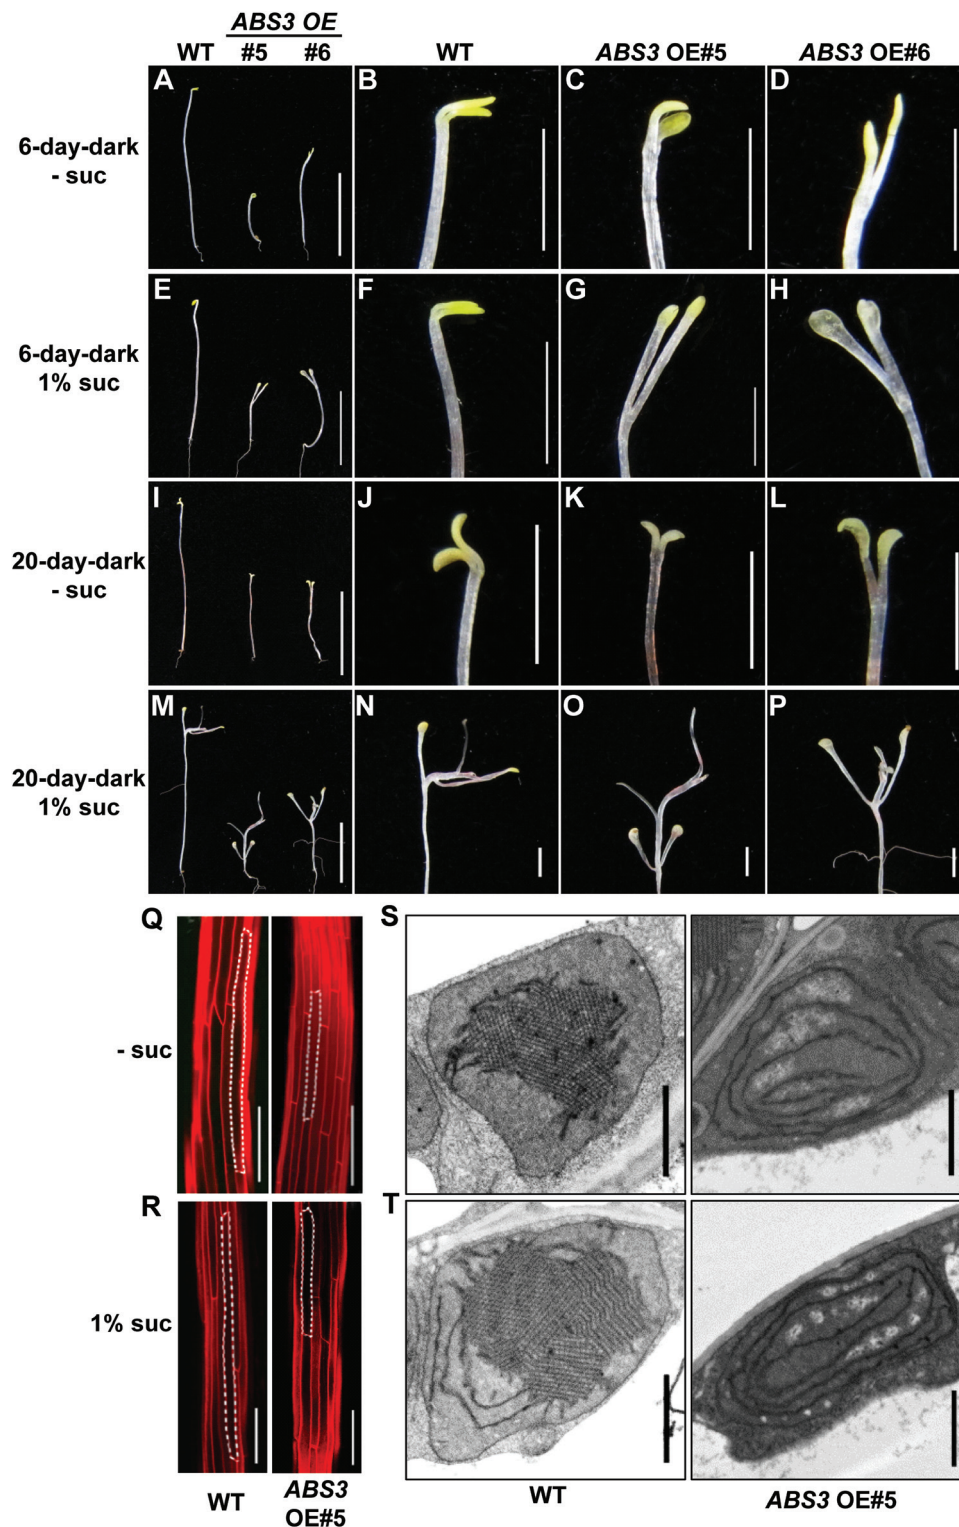 ABS3 OE
WT #5 #6 WT ABS3 OE#5 ABS3 OE#6
A B C D
6-day-dark
- suc
E F G H
6-day-dark
1% suc
I J K L
20-day-dark
- suc
M N O P
20-day-dark
1% suc
Q S
- suc
R T
1% suc
WT ABS3
OE#5
WT ABS3 OE#5